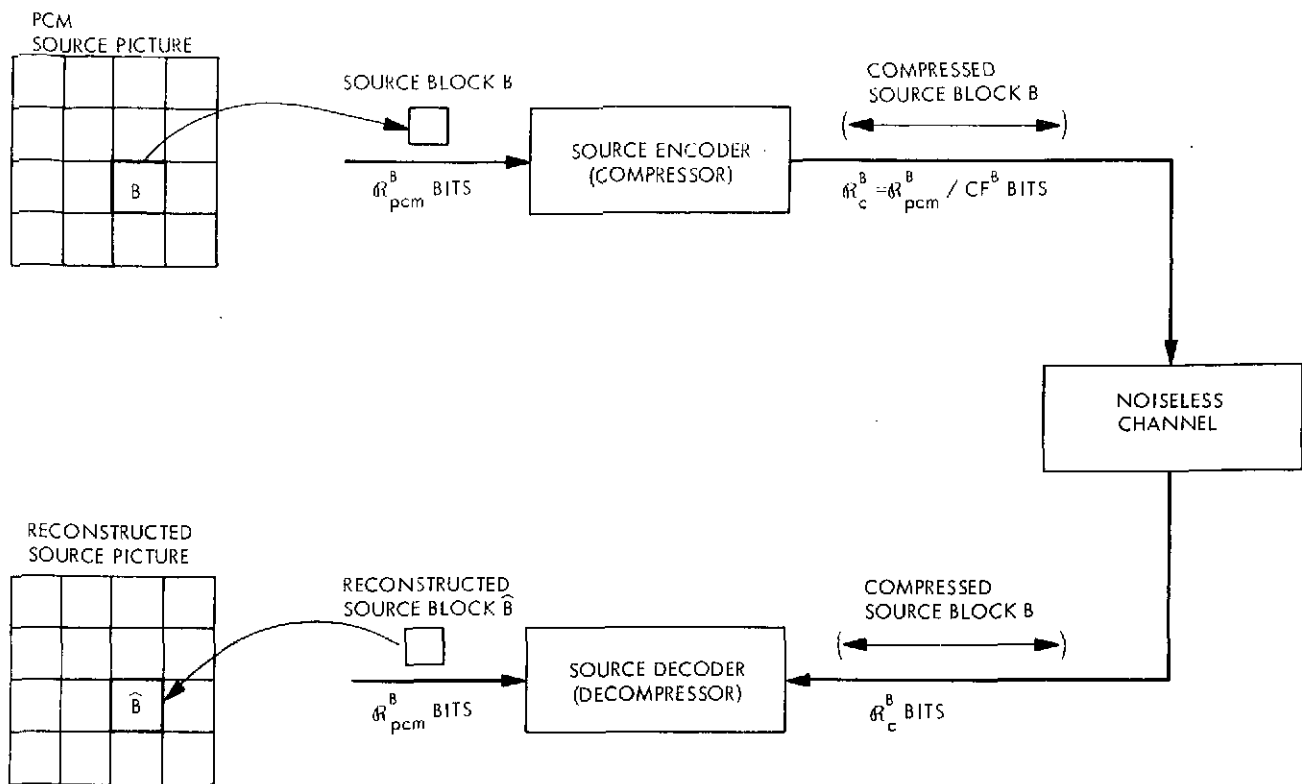 PCM
SOURCE PICTURE
B
SOURCE BLOCK B
ℛ^B_pcm BITS
SOURCE ENCODER
(COMPRESSOR)
COMPRESSED
SOURCE BLOCK B
ℛ^B_c = ℛ^B_pcm / CF^B BITS
NOISELESS
CHANNEL
RECONSTRUCTED
SOURCE PICTURE
B̂
RECONSTRUCTED
SOURCE BLOCK B̂
ℛ^B_pcm BITS
SOURCE DECODER
(DECOMPRESSOR)
COMPRESSED
SOURCE BLOCK B
ℛ^B_c BITS